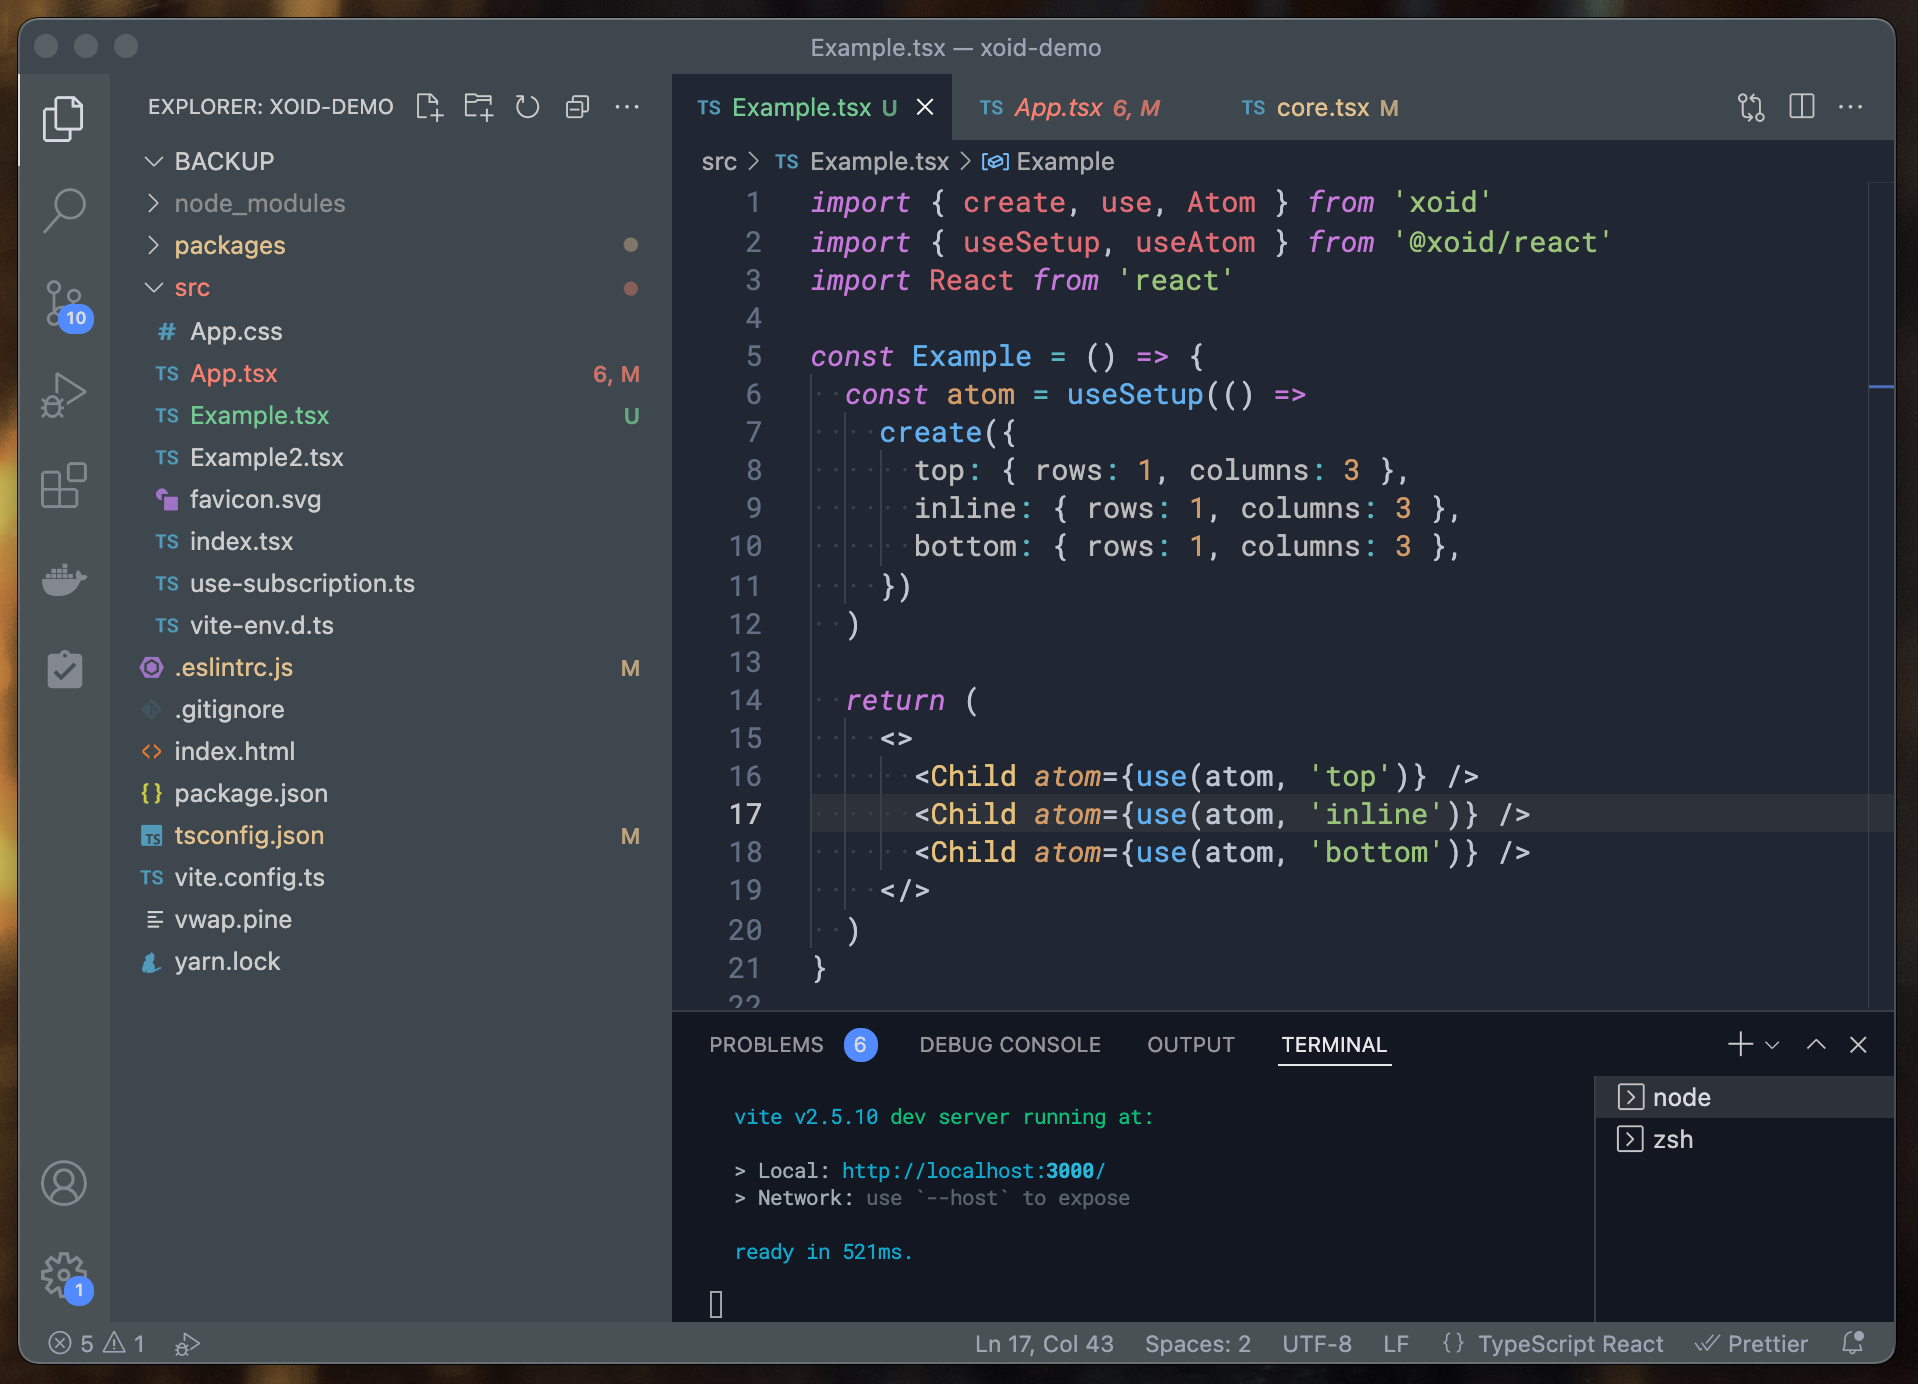 Example.tsx — xoid-demo
EXPLORER: XOID-DEMO
BACKUP
node_modules
packages
src
# App.css
TS App.tsx 6, M
TS Example.tsx U
TS Example2.tsx
favicon.svg
TS index.tsx
TS use-subscription.ts
TS vite-env.d.ts
.eslintrc.js M
.gitignore
<> index.html
{} package.json
TS tsconfig.json M
TS vite.config.ts
vwap.pine
yarn.lock
10
1
TS Example.tsx U
TS App.tsx 6, M
TS core.tsx M
src > TS Example.tsx > Example
1 import { create, use, Atom } from 'xoid'
2 import { useSetup, useAtom } from '@xoid/react'
3 import React from 'react'
4
5 const Example = () => {
6 const atom = useSetup(() =>
7 create({
8 top: { rows: 1, columns: 3 },
9 inline: { rows: 1, columns: 3 },
10 bottom: { rows: 1, columns: 3 },
11 })
12 )
13
14 return (
15 <>
16 <Child atom={use(atom, 'top')} />
17 <Child atom={use(atom, 'inline')} />
18 <Child atom={use(atom, 'bottom')} />
19 </>
20 )
21 }
22
PROBLEMS 6 DEBUG CONSOLE OUTPUT TERMINAL
vite v2.5.10 dev server running at:
> Local: http://localhost:3000/
> Network: use `--host` to expose
ready in 521ms.
node
zsh
5 1
Ln 17, Col 43 Spaces: 2 UTF-8 LF {} TypeScript React Prettier